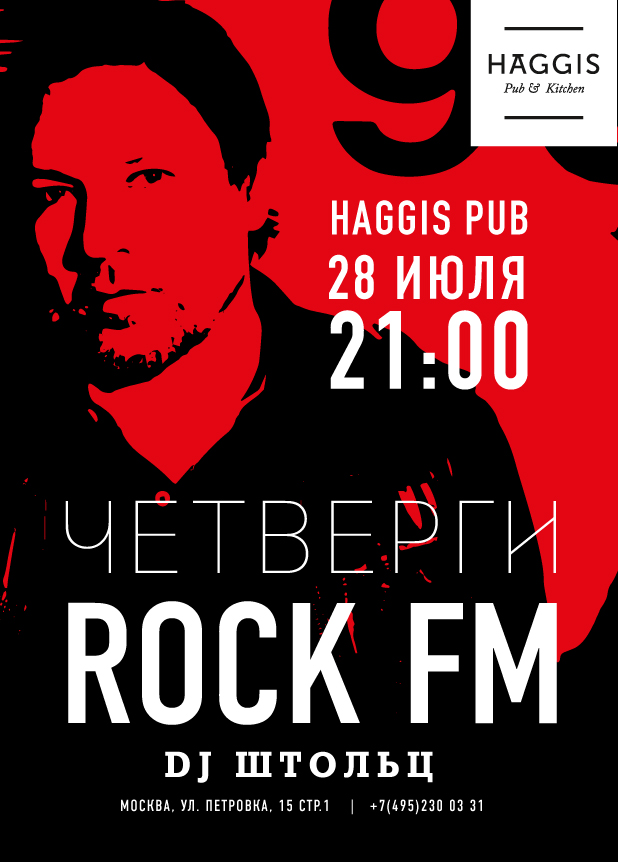 9
HAGGIS
Pub & Kitchen
HAGGIS PUB
28 ИЮЛЯ
21:00
ЧЕТВЕРГИ
ROCK FM
DJ ШТОЛЬЦ
МОСКВА, УЛ. ПЕТРОВКА, 15 СТР.1 | +7(495)230 03 31